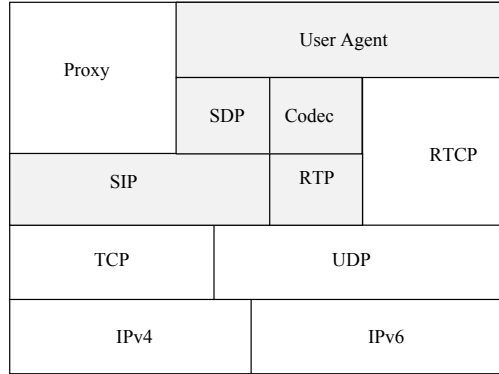 User Agent
Proxy
SDP
Codec
RTCP
SIP
RTP
TCP
UDP
IPv4
IPv6